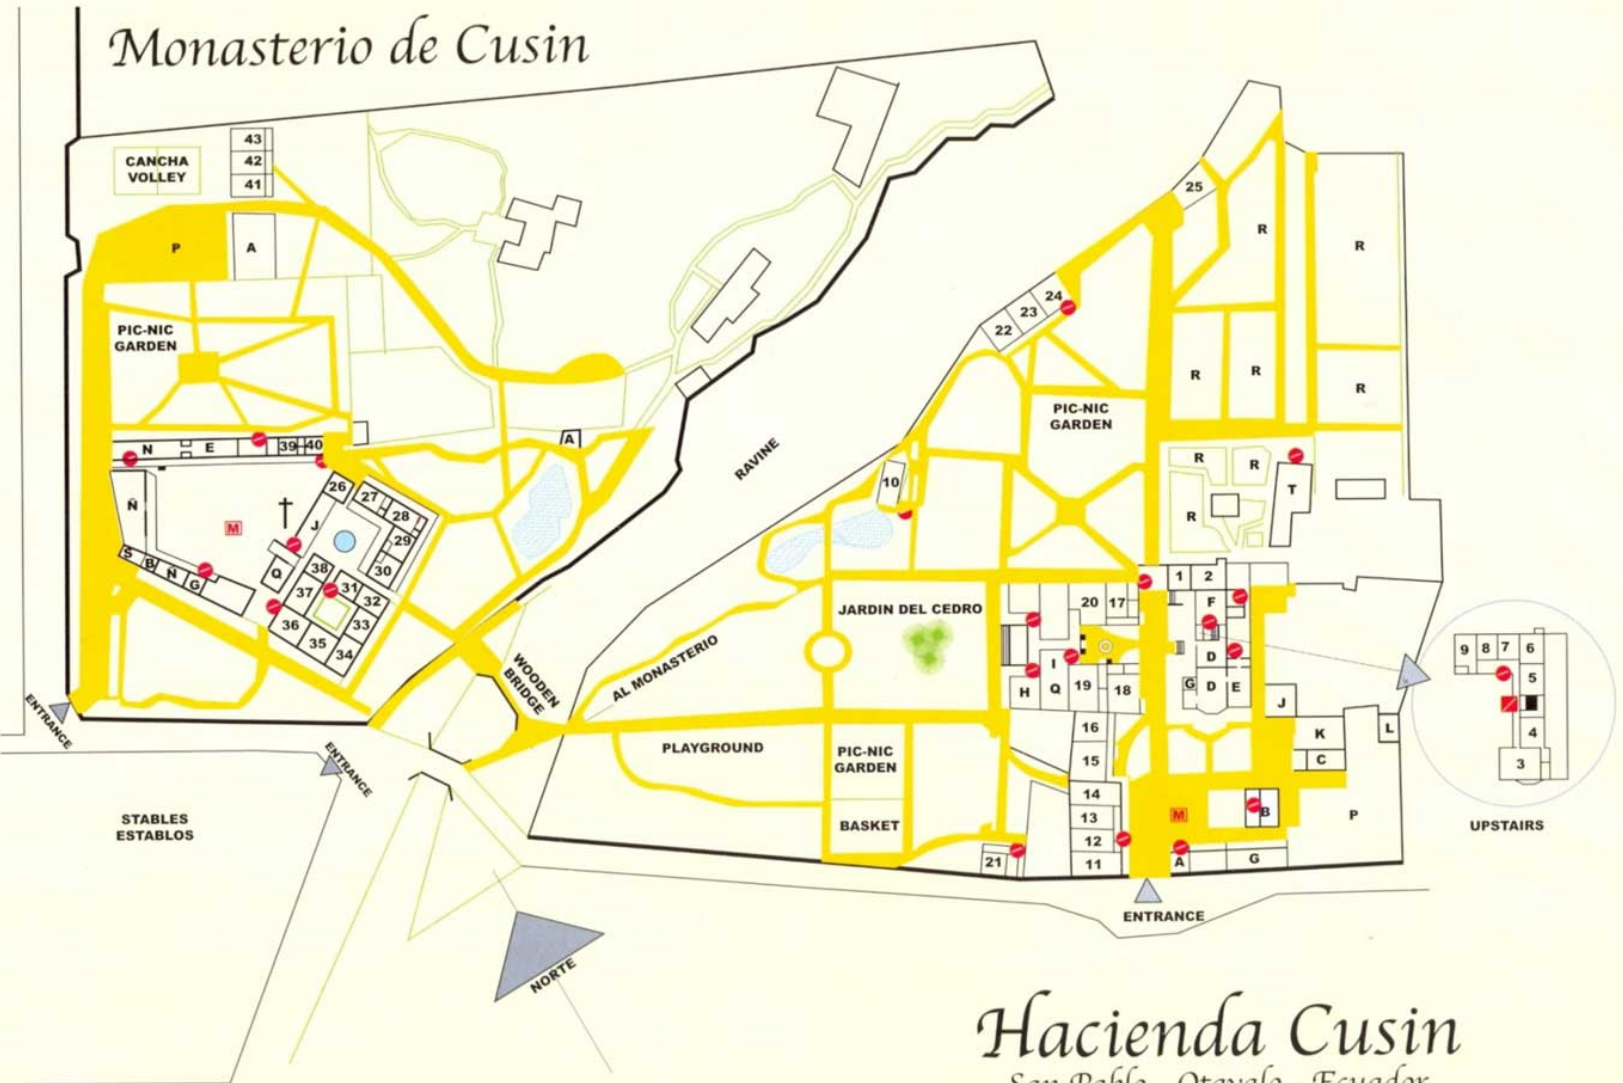 Monasterio de Cusin
43
CANCHA
VOLLEY
42
41
P
A
PIC-NIC
GARDEN
N
E
39
40
A
Ñ
M
26
27
28
J
29
30
S
B
Ñ
G
Q
38
37
31
32
36
33
35
34
ENTRANCE
ENTRANCE
STABLES
ESTABLOS
WOODEN
BRIDGE
RAVINE
AL MONASTERIO
NORTE
25
R
R
24
23
22
R
R
R
PIC-NIC
GARDEN
10
R
R
T
R
JARDIN DEL CEDRO
1
2
20
17
F
I
D
H
Q
19
18
G
D
E
J
9
8
7
6
5
4
3
UPSTAIRS
PLAYGROUND
PIC-NIC
GARDEN
BASKET
16
15
14
13
12
11
21
K
C
L
M
B
P
A
G
ENTRANCE
Hacienda Cusin
San Pablo - Otavalo - Ecuador